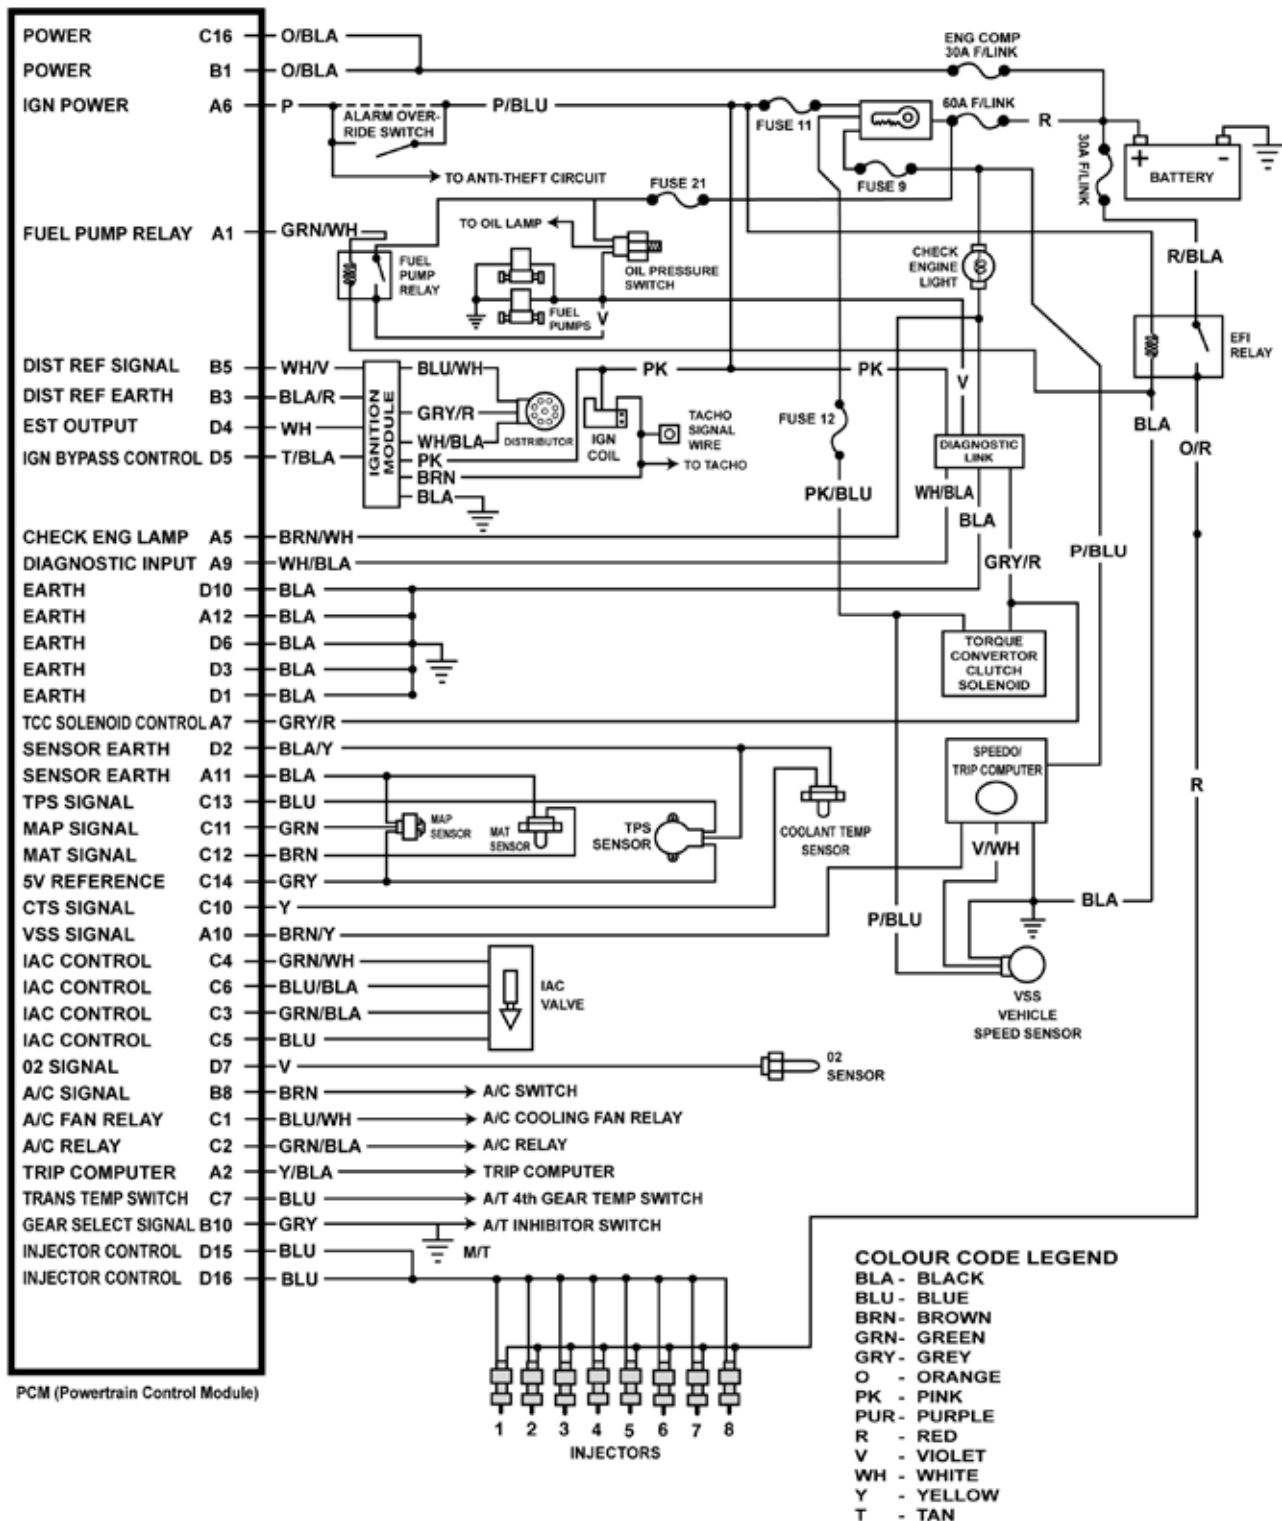 POWER C16 O/BLA
POWER B1 O/BLA
IGN POWER A6 P P/BLU
ALARM OVER-
RIDE SWITCH
TO ANTI-THEFT CIRCUIT
ENG COMP
30A F/LINK
FUSE 11
60A F/LINK
R
30A F/LINK
+ -
BATTERY
FUSE 9
FUSE 21
FUEL PUMP RELAY A1 GRN/WH
TO OIL LAMP
FUEL
PUMP
RELAY
OIL PRESSURE
SWITCH
FUEL
PUMPS
V
CHECK
ENGINE
LIGHT
R/BLA
EFI
RELAY
DIST REF SIGNAL B5 WH/V
DIST REF EARTH B3 BLA/R
EST OUTPUT D4 WH
IGN BYPASS CONTROL D5 T/BLA
IGNITION
MODULE
BLU/WH
GRY/R
WH/BLA
PK
BRN
BLA
DISTRIBUTOR
PK
IGN
COIL
TACHO
SIGNAL
WIRE
TO TACHO
PK
V
FUSE 12
PK/BLU
DIAGNOSTIC
LINK
WH/BLA
BLA
GRY/R
BLA
O/R
P/BLU
CHECK ENG LAMP A5 BRN/WH
DIAGNOSTIC INPUT A9 WH/BLA
EARTH D10 BLA
EARTH A12 BLA
EARTH D6 BLA
EARTH D3 BLA
EARTH D1 BLA
TORQUE
CONVERTOR
CLUTCH
SOLENOID
TCC SOLENOID CONTROL A7 GRY/R
SENSOR EARTH D2 BLA/Y
SENSOR EARTH A11 BLA
TPS SIGNAL C13 BLU
MAP SIGNAL C11 GRN
MAT SIGNAL C12 BRN
5V REFERENCE C14 GRY
CTS SIGNAL C10 Y
VSS SIGNAL A10 BRN/Y
MAP
SENSOR
MAT
SENSOR
TPS
SENSOR
COOLANT TEMP
SENSOR
SPEEDO/
TRIP COMPUTER
R
V/WH
P/BLU
BLA
VSS
VEHICLE
SPEED SENSOR
IAC CONTROL C4 GRN/WH
IAC CONTROL C6 BLU/BLA
IAC CONTROL C3 GRN/BLA
IAC CONTROL C5 BLU
IAC
VALVE
02 SIGNAL D7 V
02
SENSOR
A/C SIGNAL B8 BRN A/C SWITCH
A/C FAN RELAY C1 BLU/WH A/C COOLING FAN RELAY
A/C RELAY C2 GRN/BLA A/C RELAY
TRIP COMPUTER A2 Y/BLA TRIP COMPUTER
TRANS TEMP SWITCH C7 BLU A/T 4th GEAR TEMP SWITCH
GEAR SELECT SIGNAL B10 GRY A/T INHIBITOR SWITCH
M/T
INJECTOR CONTROL D15 BLU
INJECTOR CONTROL D16 BLU
PCM (Powertrain Control Module)
1 2 3 4 5 6 7 8
INJECTORS
COLOUR CODE LEGEND
BLA - BLACK
BLU - BLUE
BRN- BROWN
GRN- GREEN
GRY- GREY
O - ORANGE
PK - PINK
PUR- PURPLE
R - RED
V - VIOLET
WH - WHITE
Y - YELLOW
T - TAN